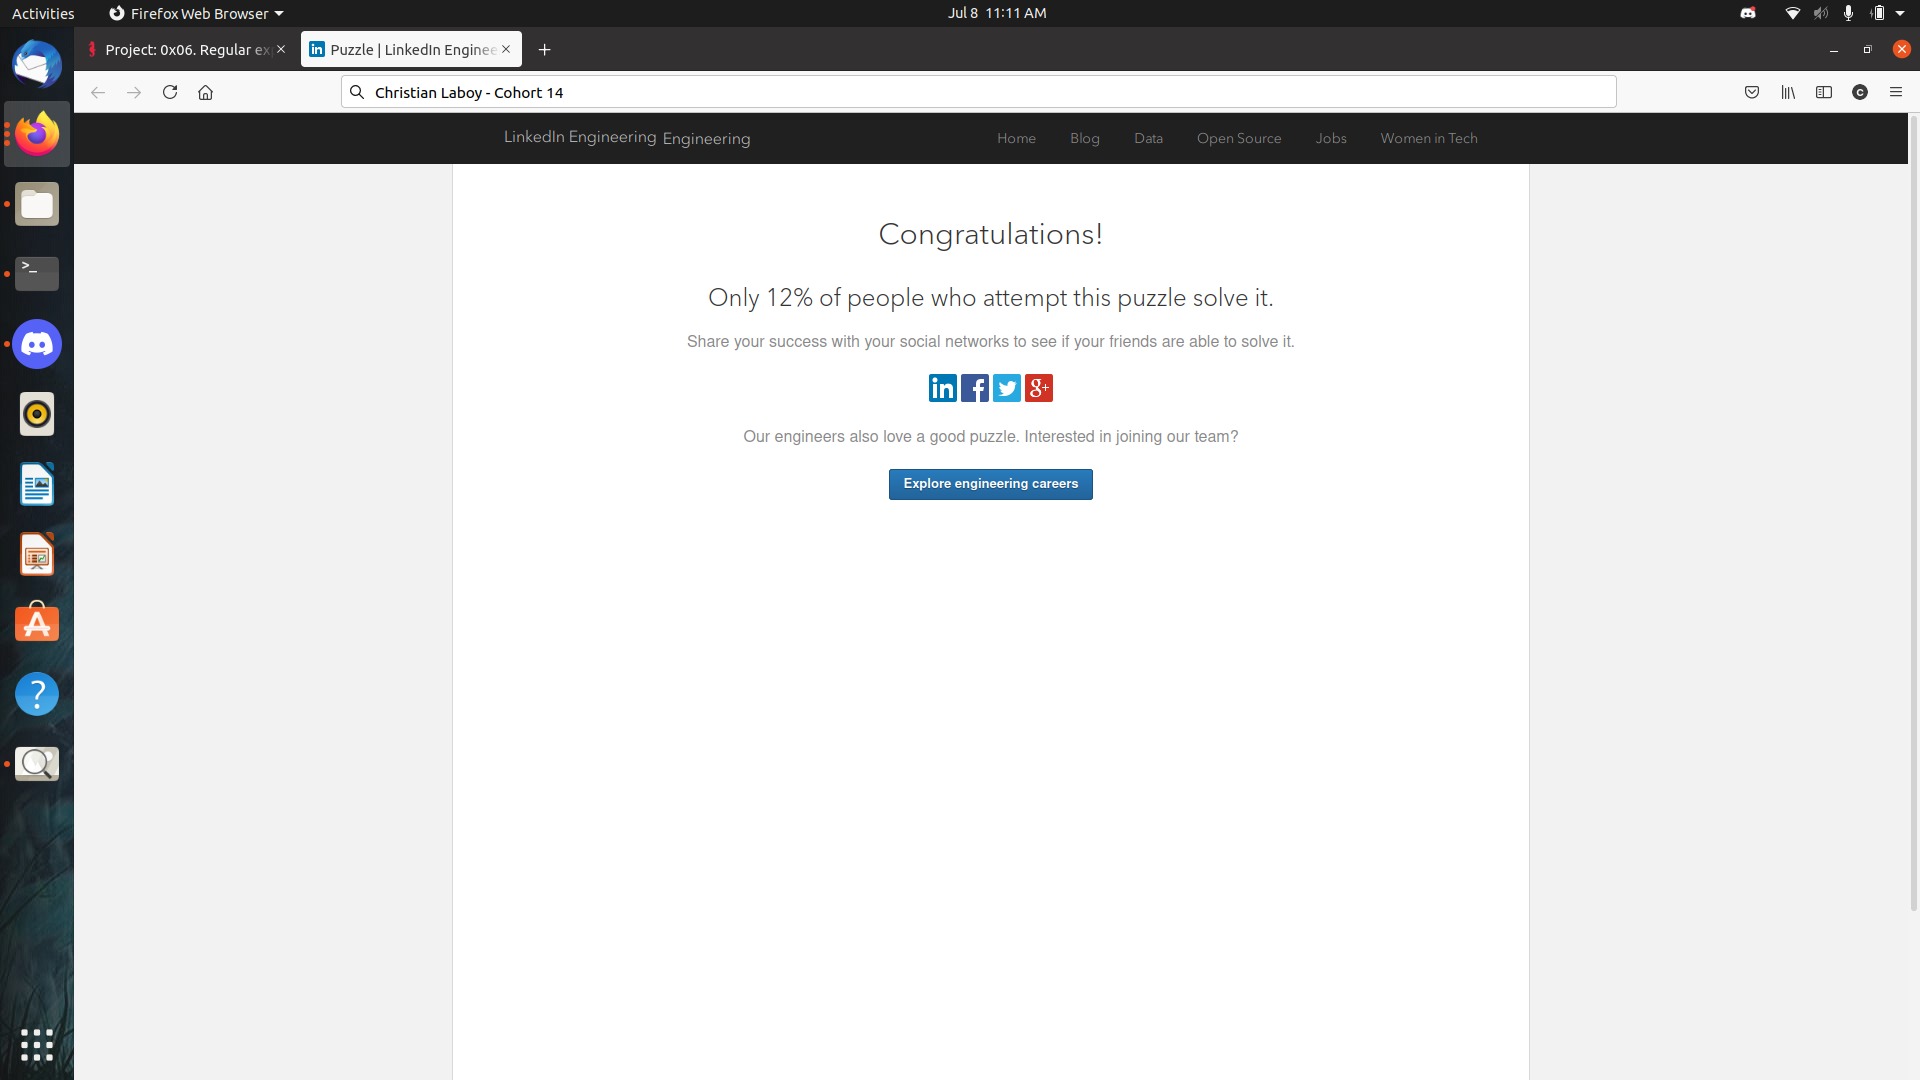 Activities
Firefox Web Browser
Jul 8 11:11 AM
Project: 0x06. Regular ex
Puzzle | LinkedIn Enginee
Christian Laboy - Cohort 14
C
LinkedIn Engineering Engineering
Home Blog Data Open Source Jobs Women in Tech
Congratulations!
Only 12% of people who attempt this puzzle solve it.
Share your success with your social networks to see if your friends are able to solve it.
in f g+
Our engineers also love a good puzzle. Interested in joining our team?
Explore engineering careers